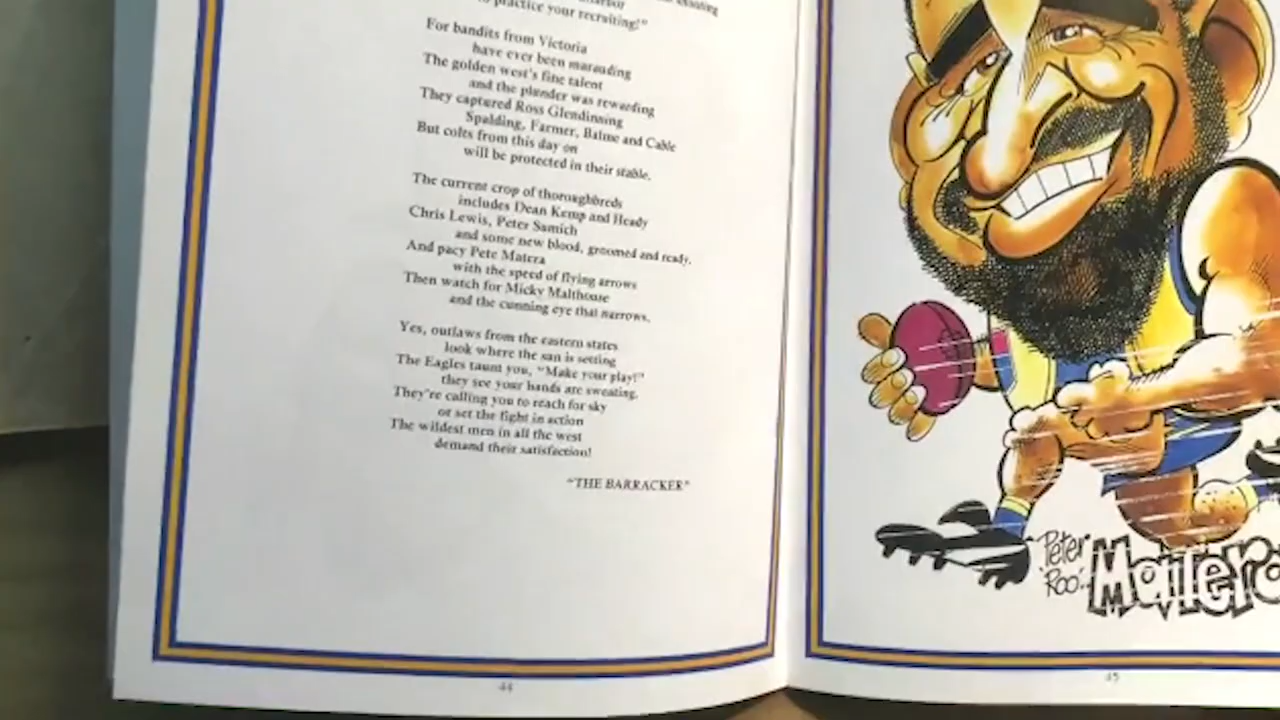 to practice your recruiting!"
For bandits from Victoria
have ever been marauding
The golden west's fine talent
and the plunder was rewarding
They captured Ross Glendinning
Spalding, Farmer, Balme and Cable
But colts from this day on
will be protected in their stable.
The current crop of thoroughbreds
includes Dean Kemp and Heady
Chris Lewis, Peter Sumich
and some new blood, groomed and ready.
And pacy Pete Matera
with the speed of flying arrows
Then watch for Micky Malthouse
and the cunning eye that narrows.
Yes, outlaws from the eastern states
look where the sun is setting
The Eagles taunt you, "Make your play!"
they see your hands are sweating.
They're calling you to reach for sky
or set the fight in action
The wildest men in all the west
demand their satisfaction!
"THE BARRACKER"
44
Peter
'Roo'..
Matera
45